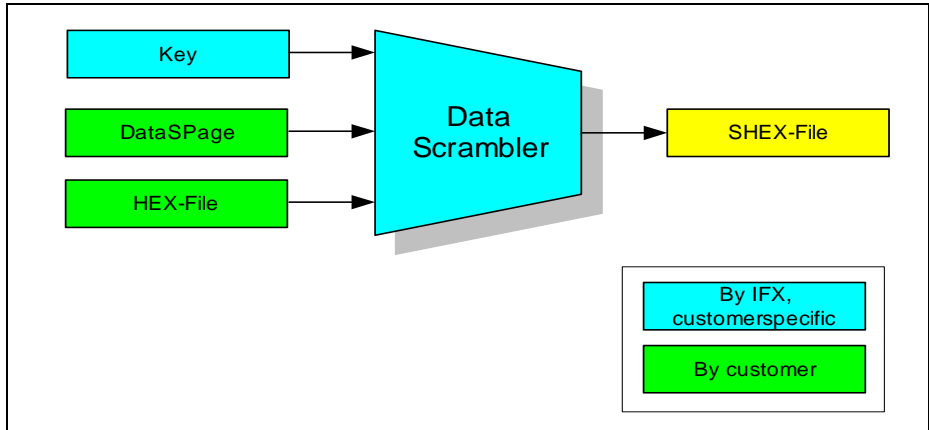 Key
DataSPage
HEX-File
Data
Scrambler
SHEX-File
By IFX,
customerspecific
By customer